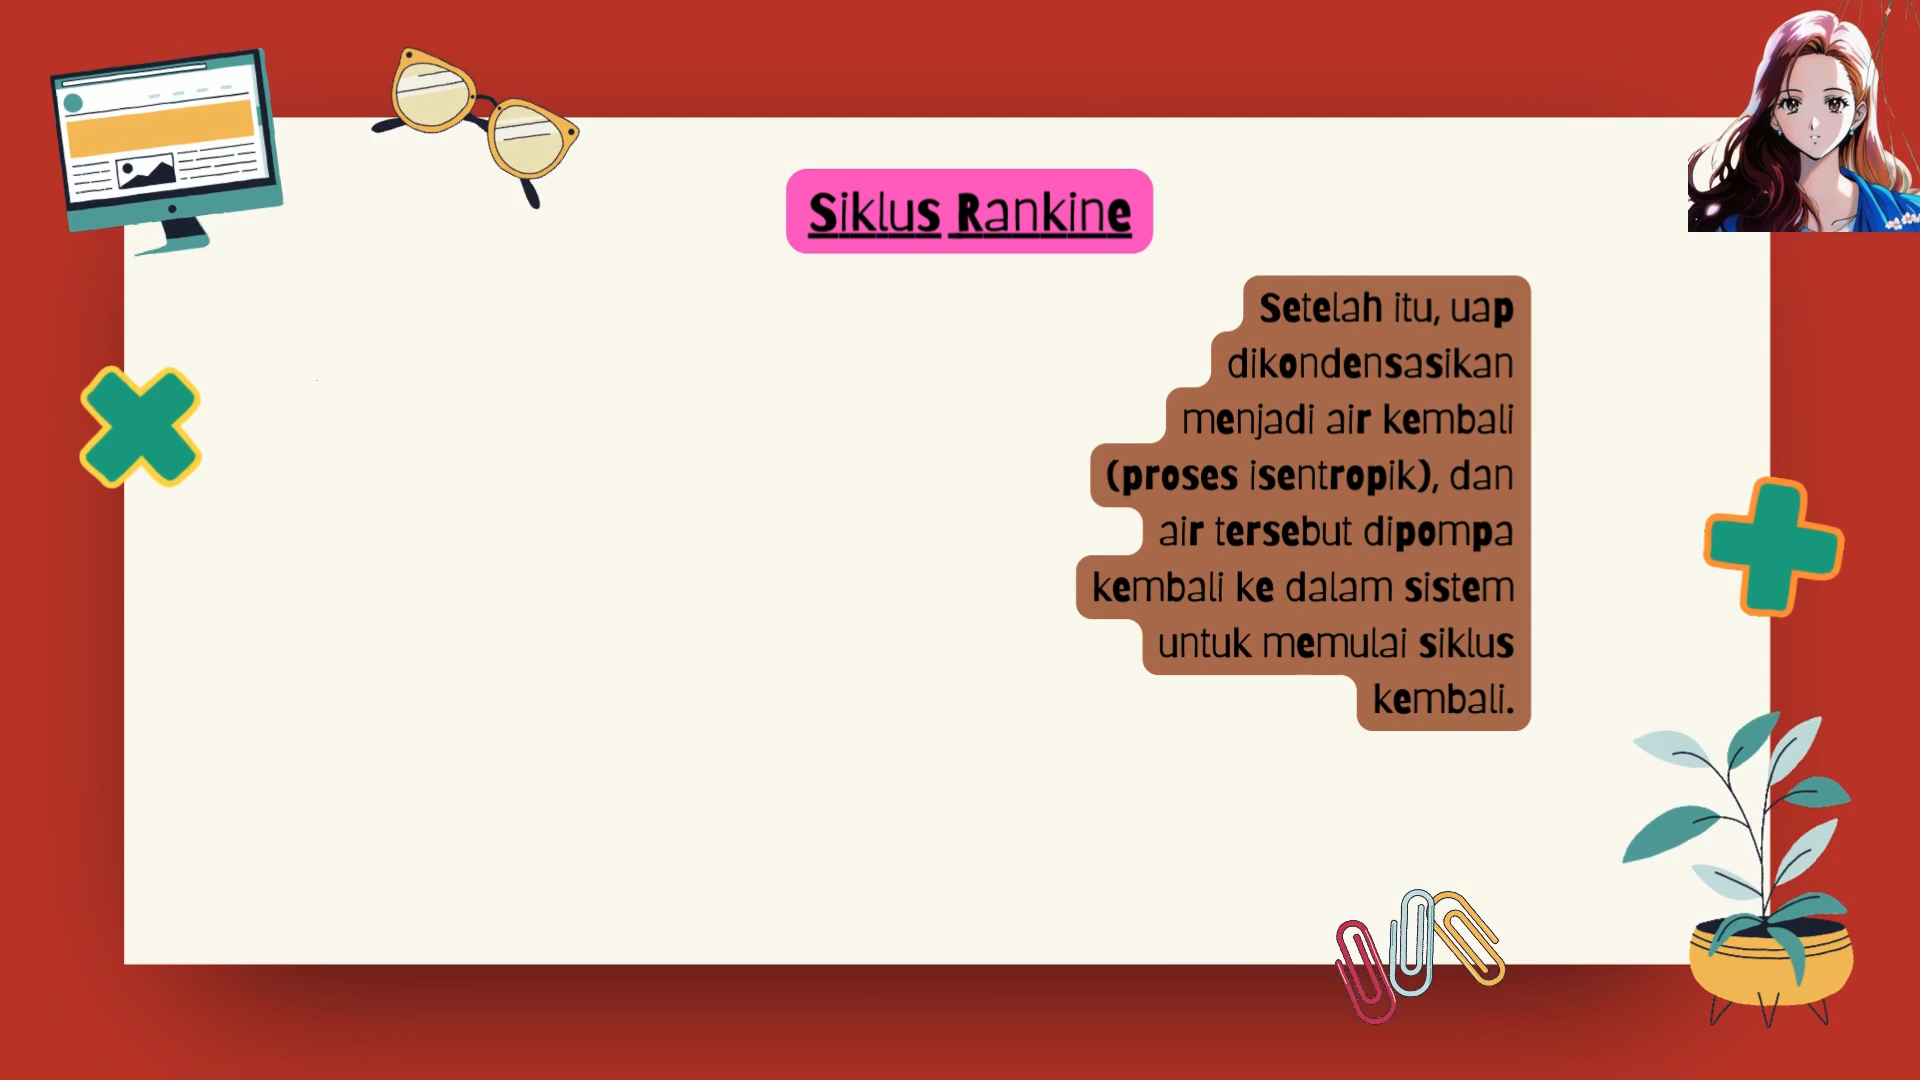 Siklus Rankine
Setelah itu, uap
dikondensasikan
menjadi air kembali
(proses isentropik), dan
air tersebut dipompa
kembali ke dalam sistem
untuk memulai siklus
kembali.